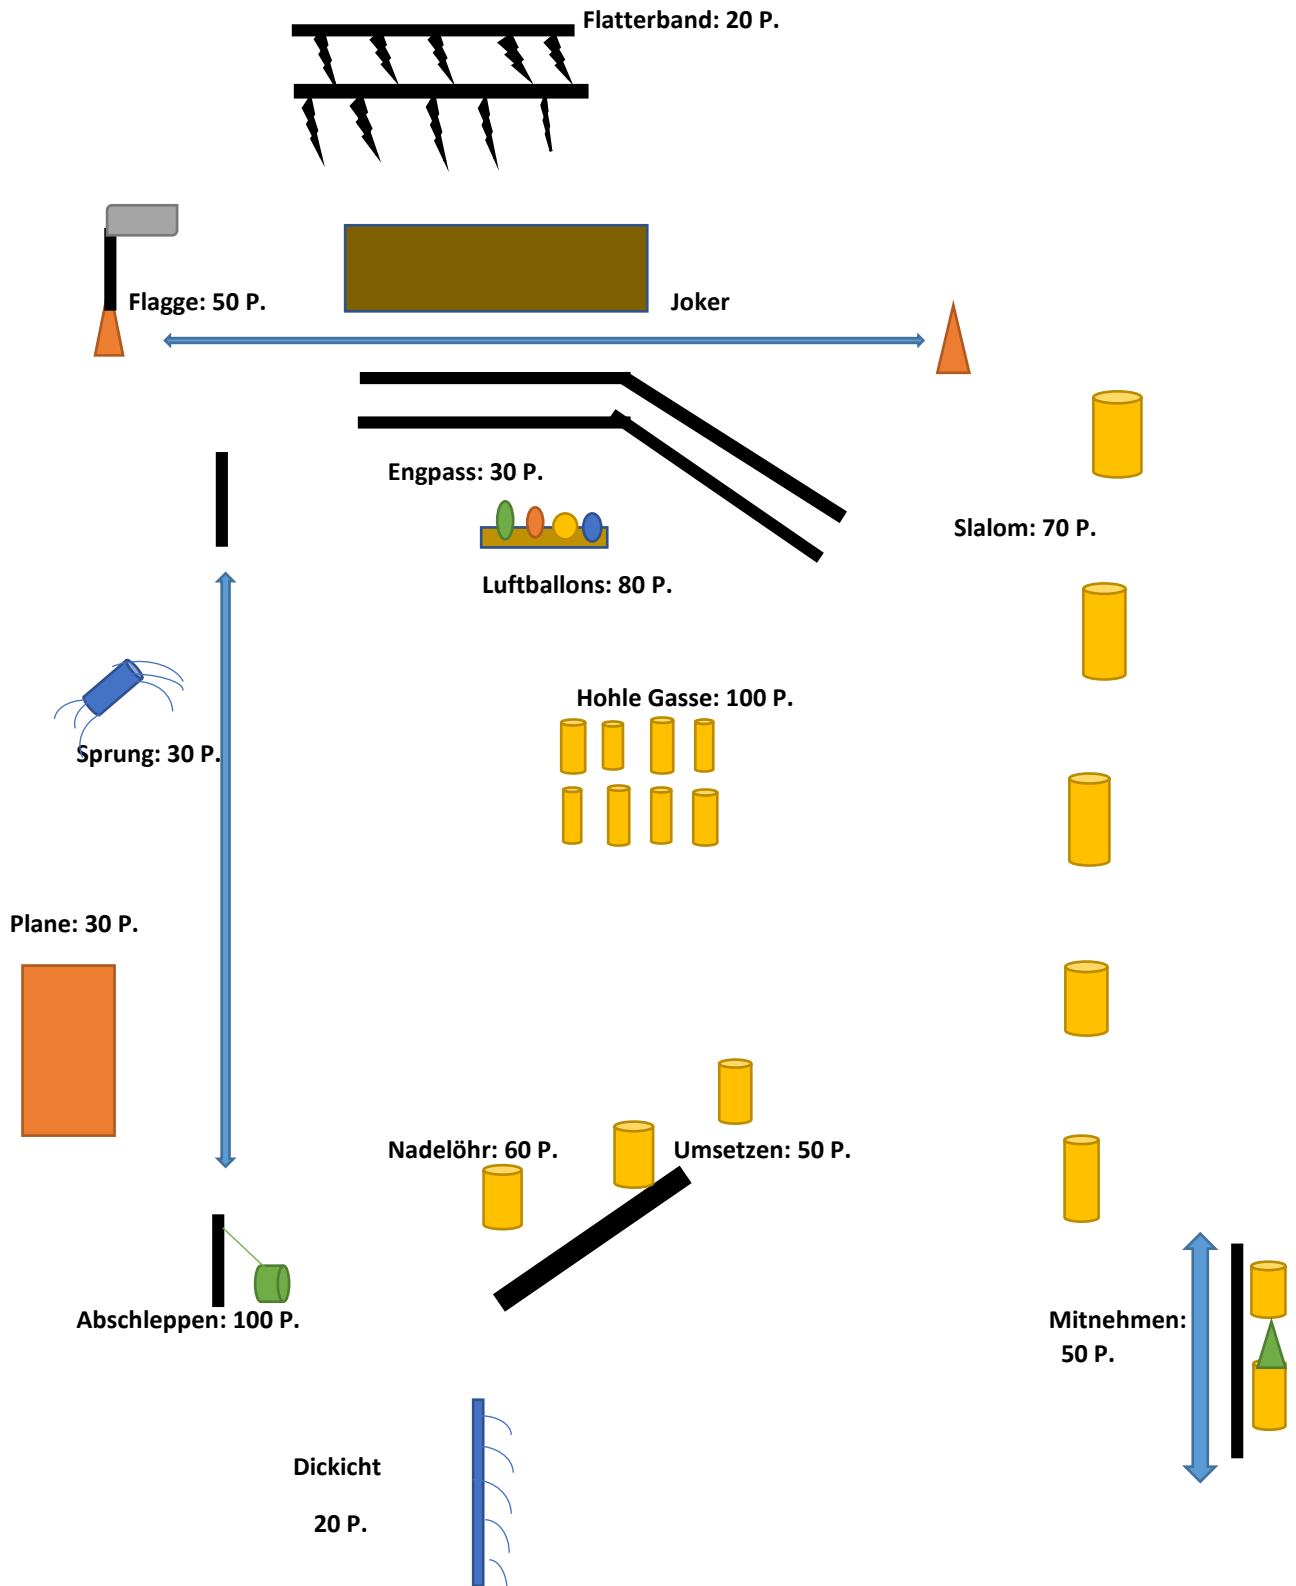 Flatterband: 20 P.
Flagge: 50 P.
Joker
Engpass: 30 P.
Slalom: 70 P.
Luftballons: 80 P.
Hohle Gasse: 100 P.
Sprung: 30 P.
Plane: 30 P.
Nadelöhr: 60 P.
Umsetzen: 50 P.
Abschleppen: 100 P.
Mitnehmen:
50 P.
Dickicht
20 P.